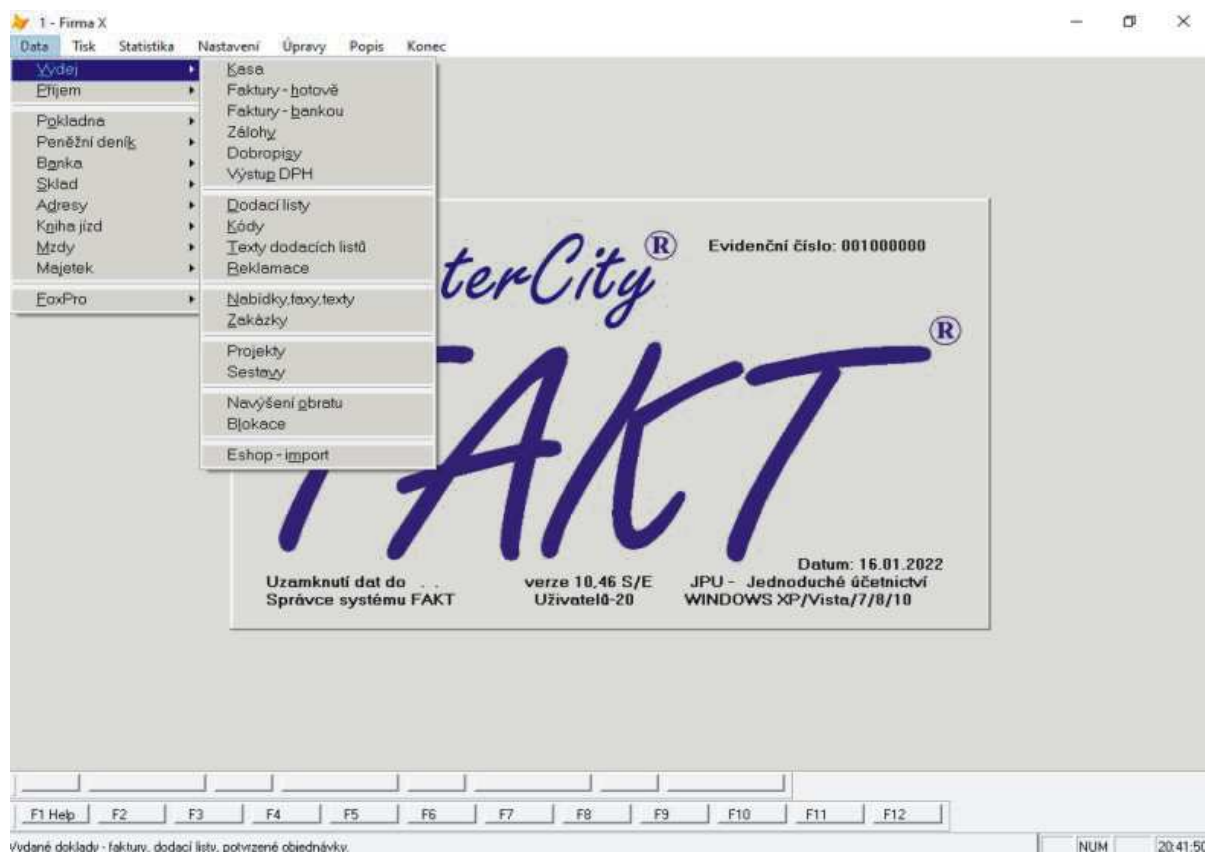 1 - Firma X
Data Tisk Statistika Nastavení Úpravy Popis Konec
Výdej
Příjem
Pokladna
Peněžní deník
Banka
Sklad
Adresy
Kniha jízd
Mzdy
Majetek
FoxPro
Kasa
Faktury - hotově
Faktury - bankou
Zálohy
Dobropisy
Výstup DPH
Dodací listy
Kódy
Texty dodacích listů
Reklamace
Nabídky,faxy,texty
Zakázky
Projekty
Sestavy
Navýšení obratu
Blokace
Eshop - import
terCity®
Evidenční číslo: 001000000
FAKT®
Datum: 16.01.2022
Uzamknutí dat do . . verze 10,46 S/E JPU - Jednoduché účetnictví
Správce systému FAKT Uživatelů-20 WINDOWS XP/Vista/7/8/10
F1 Help F2 F3 F4 F5 F6 F7 F8 F9 F10 F11 F12
Vydané doklady - faktury, dodací listy, potvrzené objednávky. NUM 20:41:50